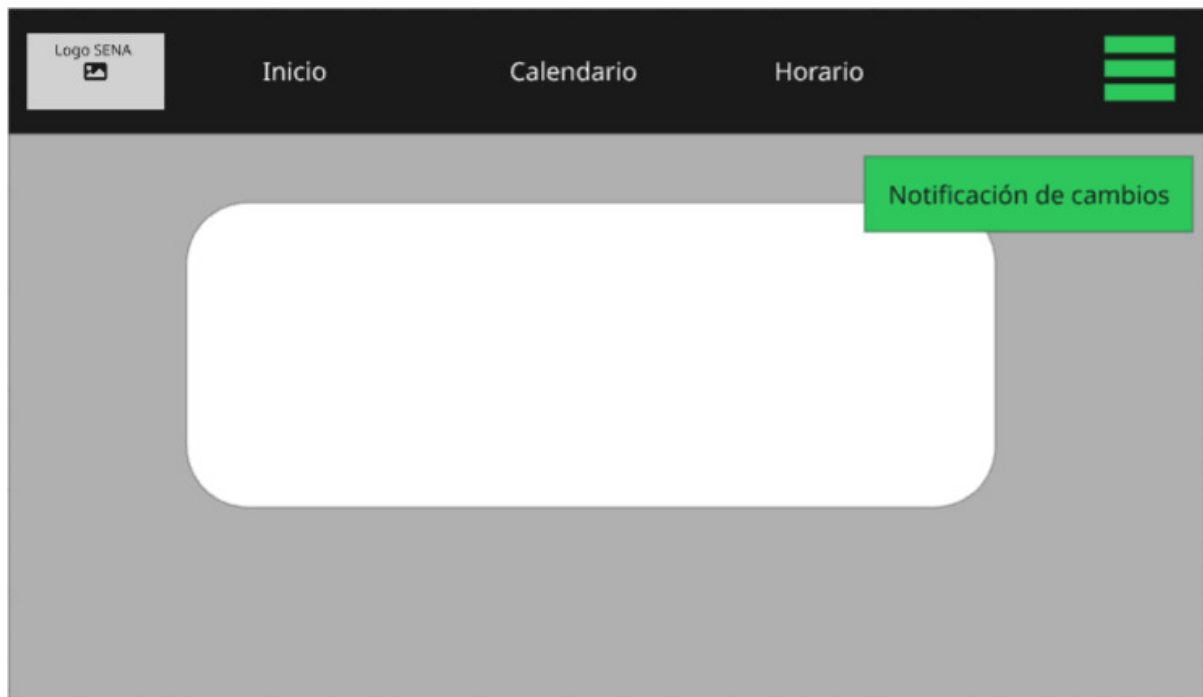 Logo SENA
Inicio
Calendario
Horario
Notificación de cambios